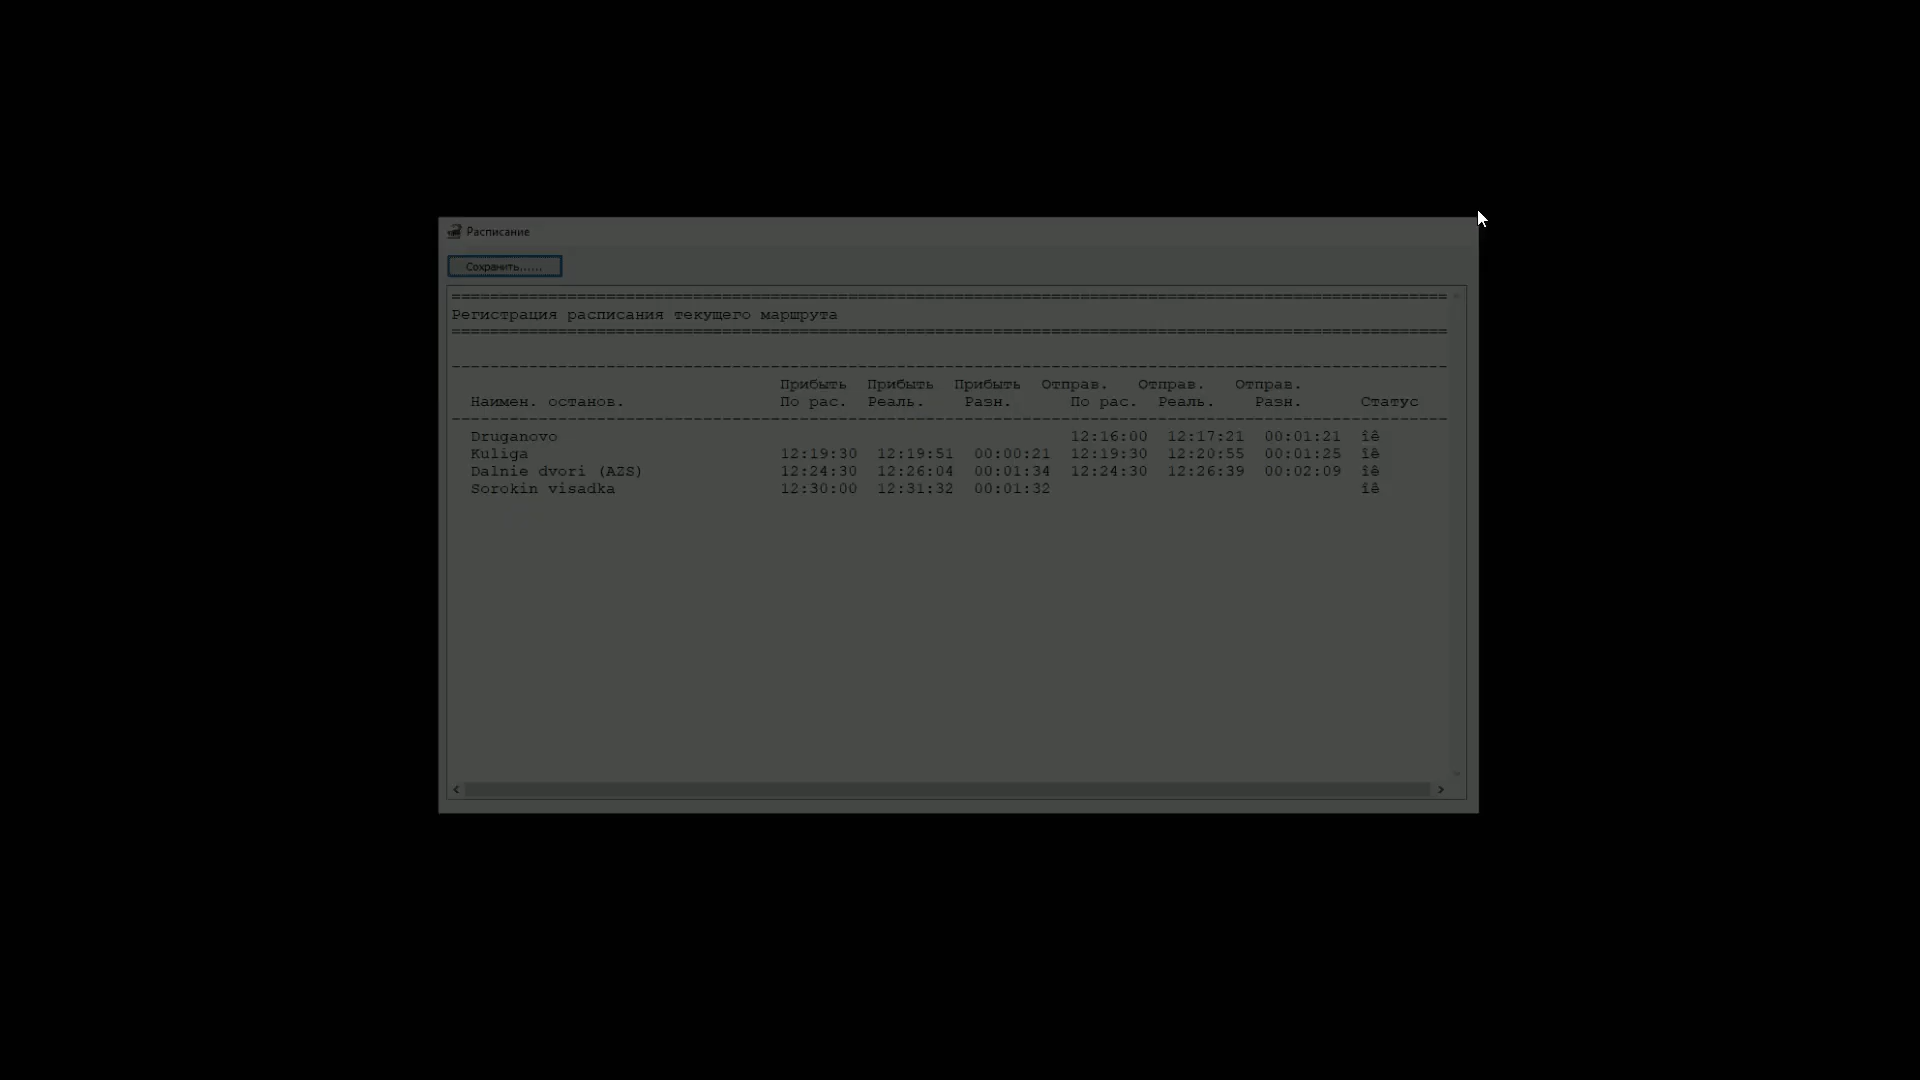 Расписание
Сохранить......
Регистрация расписания текущего маршрута
Прибыть Прибыть Прибыть Отправ. Отправ. Отправ.
Наимен. останов. По рас. Реаль. Разн. По рас. Реаль. Разн. Статус
Druganovo 12:16:00 12:17:21 00:01:21 îê
Kuliga 12:19:30 12:19:51 00:00:21 12:19:30 12:20:55 00:01:25 îê
Dalnie dvori (AZS) 12:24:30 12:26:04 00:01:34 12:24:30 12:26:39 00:02:09 îê
Sorokin visadka 12:30:00 12:31:32 00:01:32 îê